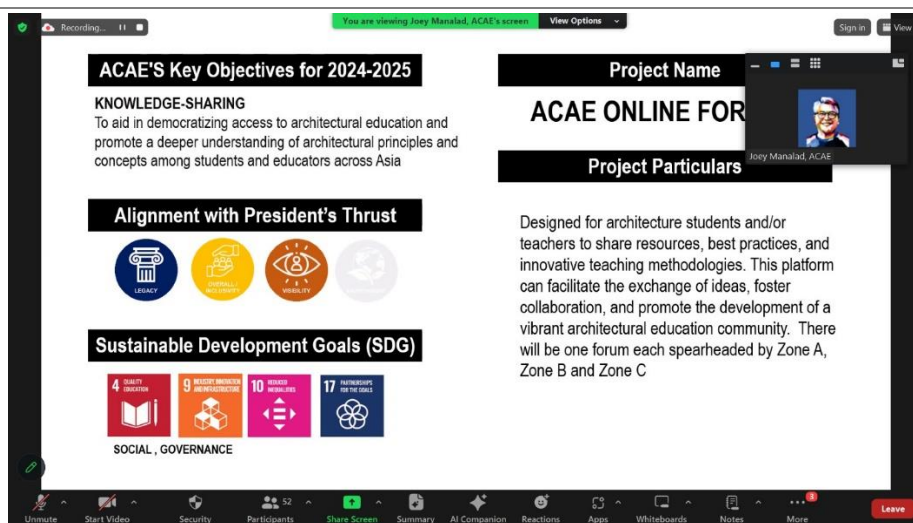 Recording...
You are viewing Joey Manalad, ACAE's screen
View Options
Sign in
View
ACAE'S Key Objectives for 2024-2025
KNOWLEDGE-SHARING
To aid in democratizing access to architectural education and
promote a deeper understanding of architectural principles and
concepts among students and educators across Asia
Alignment with President's Thrust
LEGACY
OVERALL /
INCLUSIVITY
VISIBILITY
Sustainable Development Goals (SDG)
4 QUALITY
EDUCATION
9 INDUSTRY, INNOVATION
AND INFRASTRUCTURE
10 REDUCED
INEQUALITIES
17 PARTNERSHIPS
FOR THE GOALS
SOCIAL , GOVERNANCE
Project Name
ACAE ONLINE FOR
Joey Manalad, ACAE
Project Particulars
Designed for architecture students and/or
teachers to share resources, best practices, and
innovative teaching methodologies. This platform
can facilitate the exchange of ideas, foster
collaboration, and promote the development of a
vibrant architectural education community. There
will be one forum each spearheaded by Zone A,
Zone B and Zone C
Unmute
Start Video
Security
52
Participants
Share Screen
Summary
AI Companion
Reactions
Apps
Whiteboards
Notes
3
More
Leave